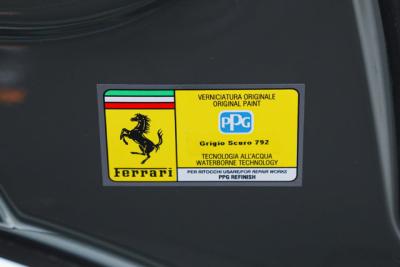 VERNICIATURA ORIGINALE
ORIGINAL PAINT
PPG
Grigio Scuro 792
TECNOLOGIA ALL'ACQUA
WATERBORNE TECHNOLOGY
Ferrari
PER RITOCCHI USARE/FOR REPAIR WORKS
PPG REFINISH